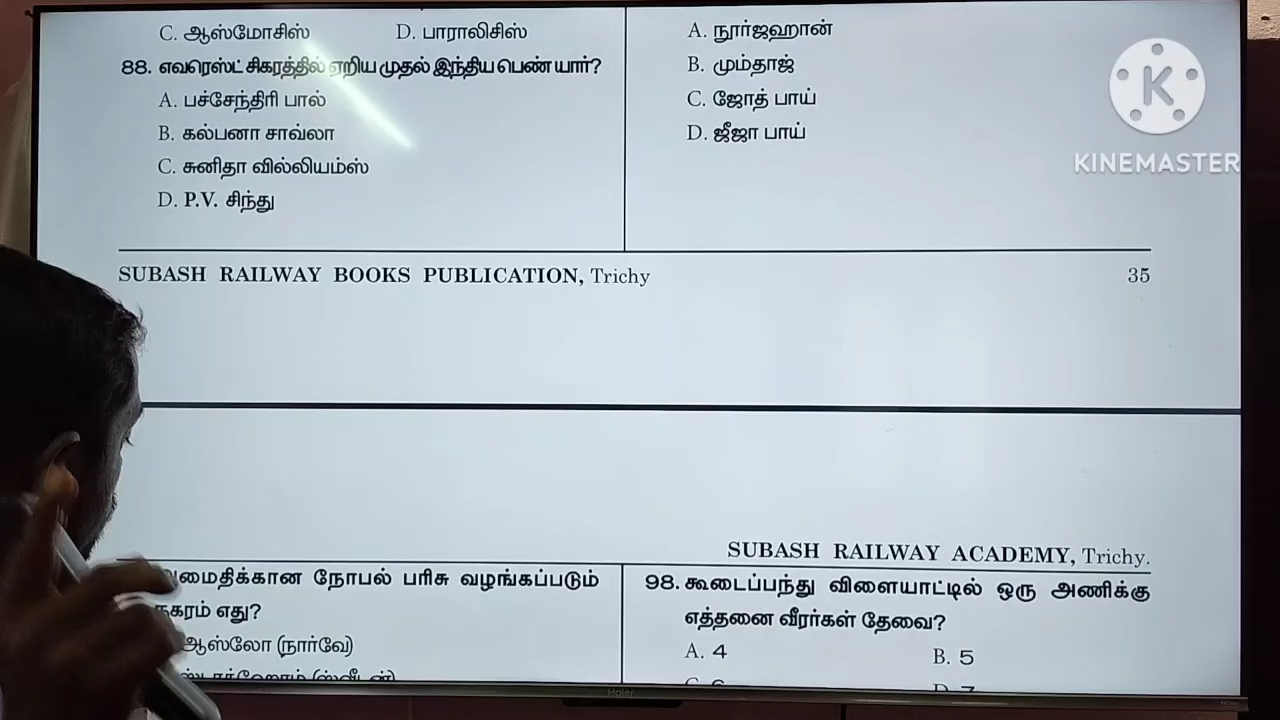 C. ஆஸ்மோசிஸ்
D. பாராலிசிஸ்
88. எவரெஸ்ட் சிகரத்தில் ஏறிய முதல் இந்திய பெண் யார்?
A. பச்சேந்திரி பால்
B. கல்பனா சாவ்லா
C. சுனிதா வில்லியம்ஸ்
D. P.V. சிந்து
A. நூர்ஜஹான்
B. மும்தாஜ்
C. ஜோத் பாய்
D. ஜீஜா பாய்
K
KINEMASTER
SUBASH RAILWAY BOOKS PUBLICATION, Trichy
35
SUBASH RAILWAY ACADEMY, Trichy.
நோபல் பரிசு வழங்கப்படும்
எது?
ஆஸ்லோ (நார்வே)
98. கூடைப்பந்து விளையாட்டில் ஒரு அணிக்கு
எத்தனை வீரர்கள் தேவை?
A. 4
B. 5
Haier